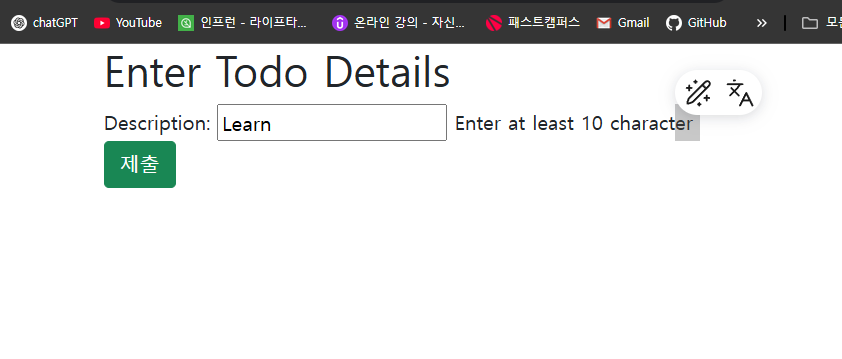 chatGPT YouTube 인프런 - 라이프타... 온라인 강의 - 자신... 패스트캠퍼스 Gmail GitHub » 모든
Enter Todo Details
Description: Learn Enter at least 10 character
제출